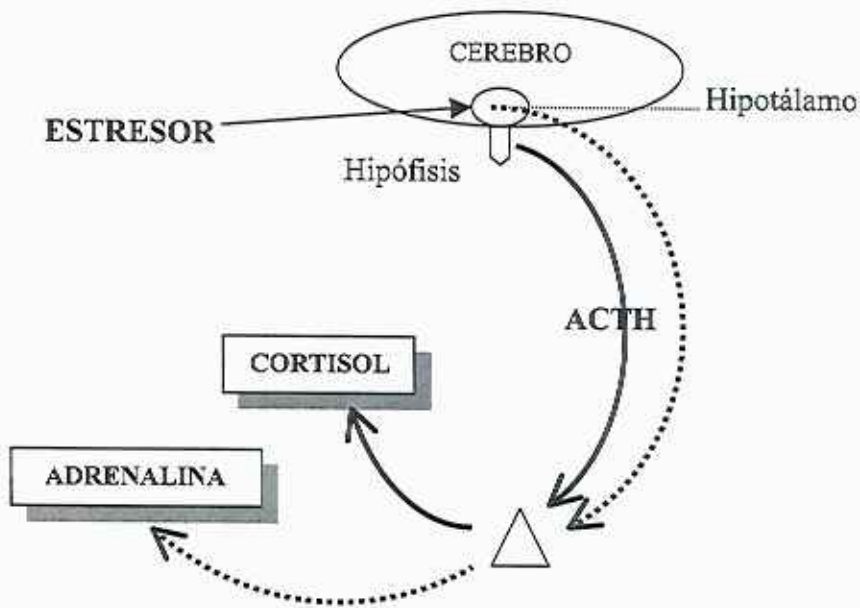 CEREBRO
Hipotálamo
ESTRESOR
Hipófisis
ACTH
CORTISOL
ADRENALINA